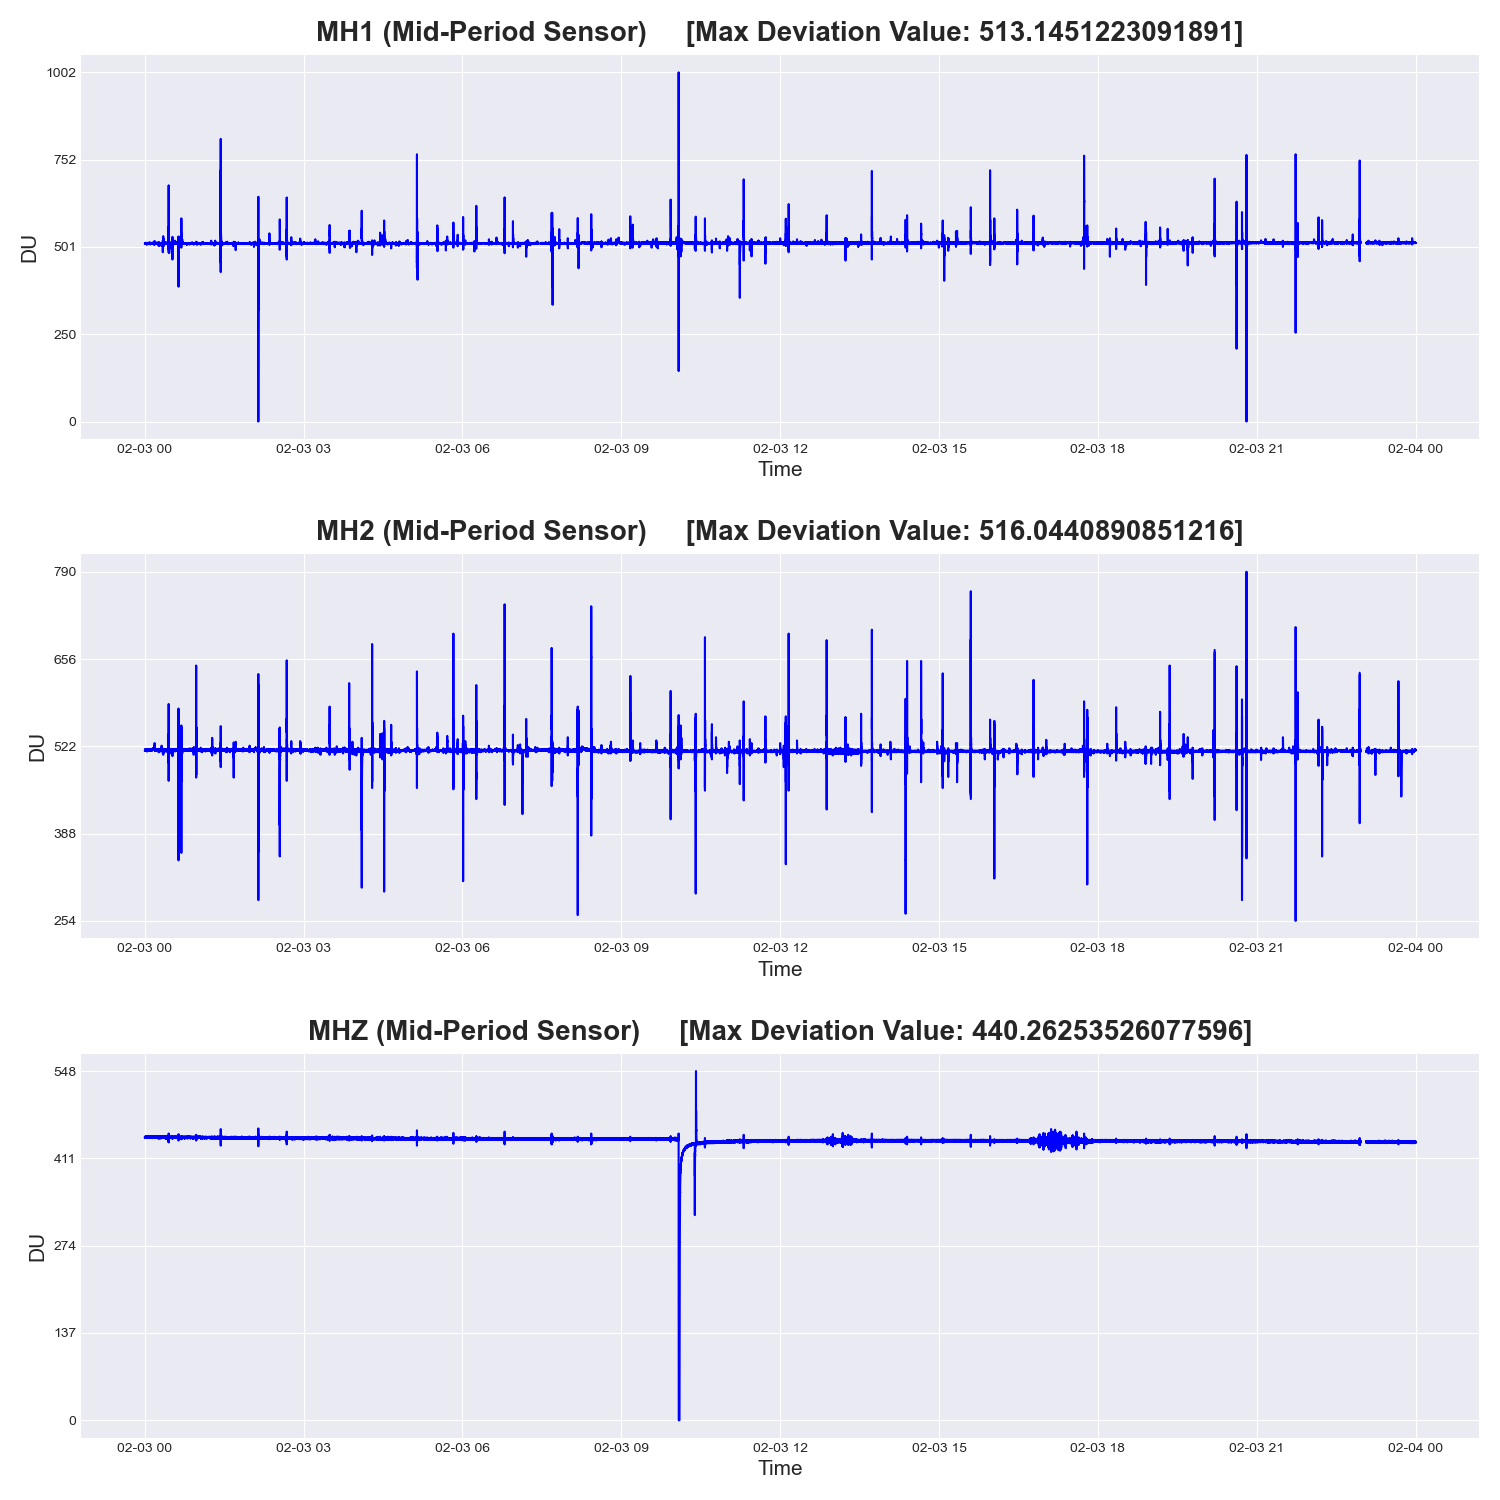 MH1 (Mid-Period Sensor) [Max Deviation Value: 513.1451223091891]
1002
752
501
250
0
DU
02-03 00 02-03 03 02-03 06 02-03 09 02-03 12 02-03 15 02-03 18 02-03 21 02-04 00
Time
MH2 (Mid-Period Sensor) [Max Deviation Value: 516.0440890851216]
790
656
522
388
254
DU
02-03 00 02-03 03 02-03 06 02-03 09 02-03 12 02-03 15 02-03 18 02-03 21 02-04 00
Time
MHZ (Mid-Period Sensor) [Max Deviation Value: 440.26253526077596]
548
411
274
137
0
DU
02-03 00 02-03 03 02-03 06 02-03 09 02-03 12 02-03 15 02-03 18 02-03 21 02-04 00
Time